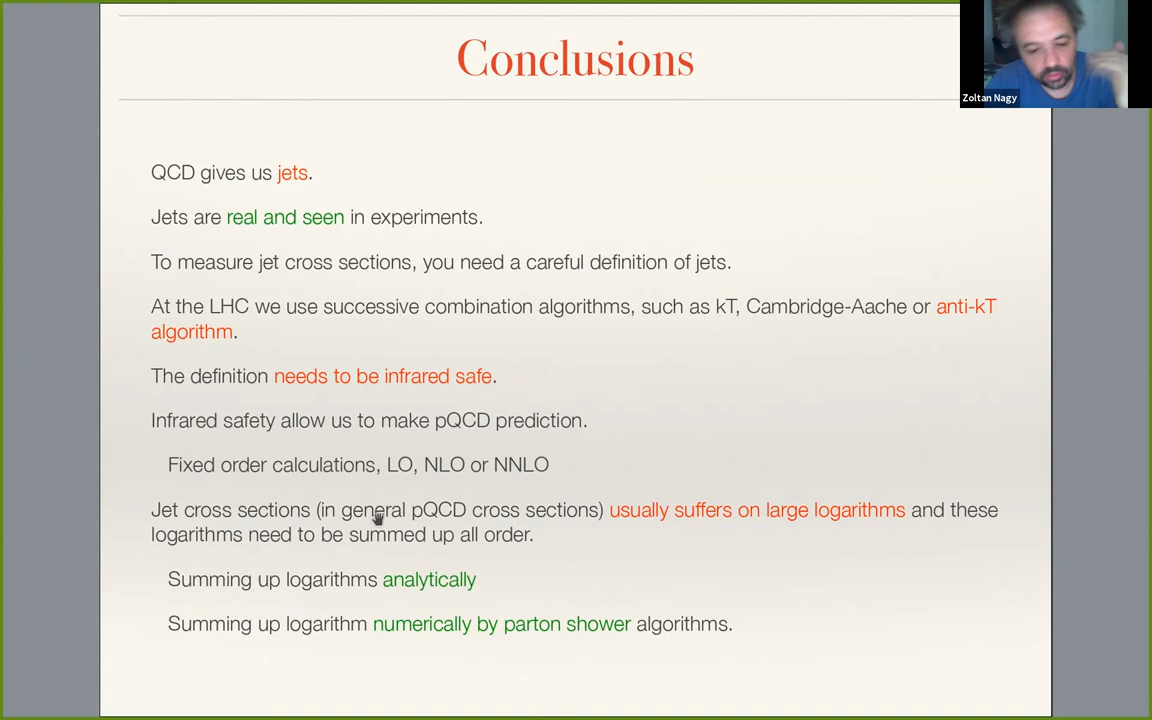 Conclusions
Zoltan Nagy
QCD gives us jets.
Jets are real and seen in experiments.
To measure jet cross sections, you need a careful definition of jets.
At the LHC we use successive combination algorithms, such as kT, Cambridge-Aache or anti-kT
algorithm.
The definition needs to be infrared safe.
Infrared safety allow us to make pQCD prediction.
Fixed order calculations, LO, NLO or NNLO
Jet cross sections (in general pQCD cross sections) usually suffers on large logarithms and these
logarithms need to be summed up all order.
Summing up logarithms analytically
Summing up logarithm numerically by parton shower algorithms.